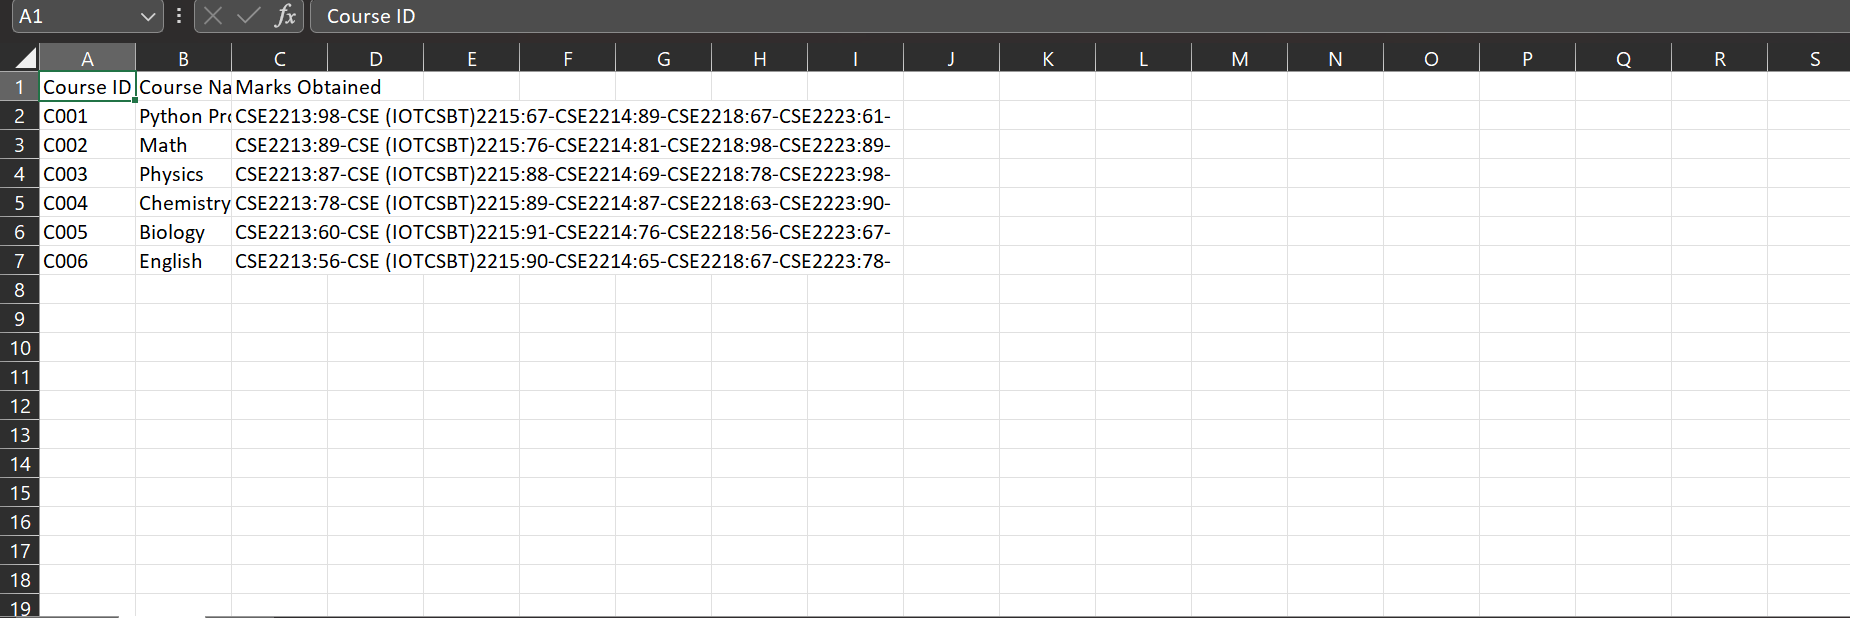 A1 fx Course ID
A B C D E F G H I J K L M N O P Q R S
1 Course ID Course Na Marks Obtained
2 C001 Python Pro CSE2213:98-CSE (IOTCSBT)2215:67-CSE2214:89-CSE2218:67-CSE2223:61-
3 C002 Math CSE2213:89-CSE (IOTCSBT)2215:76-CSE2214:81-CSE2218:98-CSE2223:89-
4 C003 Physics CSE2213:87-CSE (IOTCSBT)2215:88-CSE2214:69-CSE2218:78-CSE2223:98-
5 C004 Chemistry CSE2213:78-CSE (IOTCSBT)2215:89-CSE2214:87-CSE2218:63-CSE2223:90-
6 C005 Biology CSE2213:60-CSE (IOTCSBT)2215:91-CSE2214:76-CSE2218:56-CSE2223:67-
7 C006 English CSE2213:56-CSE (IOTCSBT)2215:90-CSE2214:65-CSE2218:67-CSE2223:78-
8
9
10
11
12
13
14
15
16
17
18
19